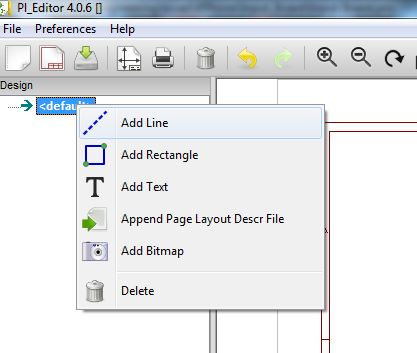 Pl_Editor 4.0.6 []
File Preferences Help
Design
<default>
Add Line
Add Rectangle
Add Text
Append Page Layout Descr File
Add Bitmap
Delete